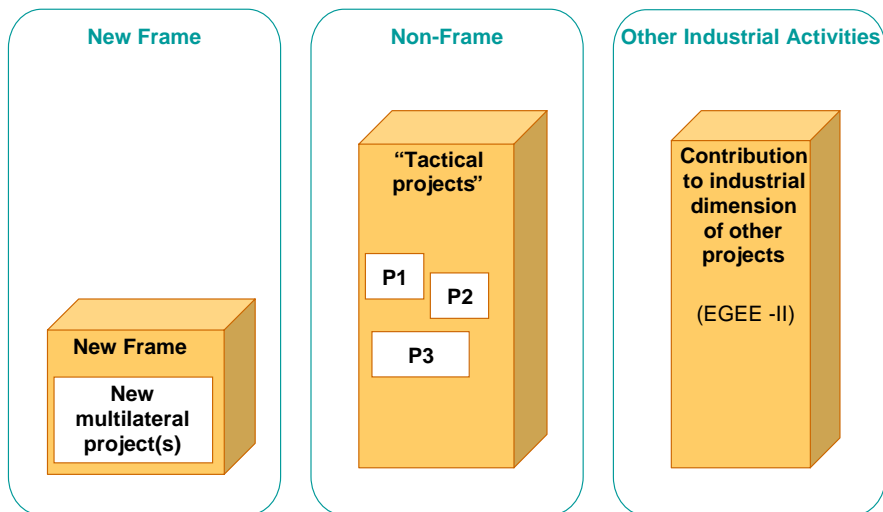 New Frame
New Frame
New
multilateral
project(s)
Non-Frame
“Tactical
projects”
P1
P2
P3
Other Industrial Activities
Contribution
to industrial
dimension
of other
projects
(EGEE -II)